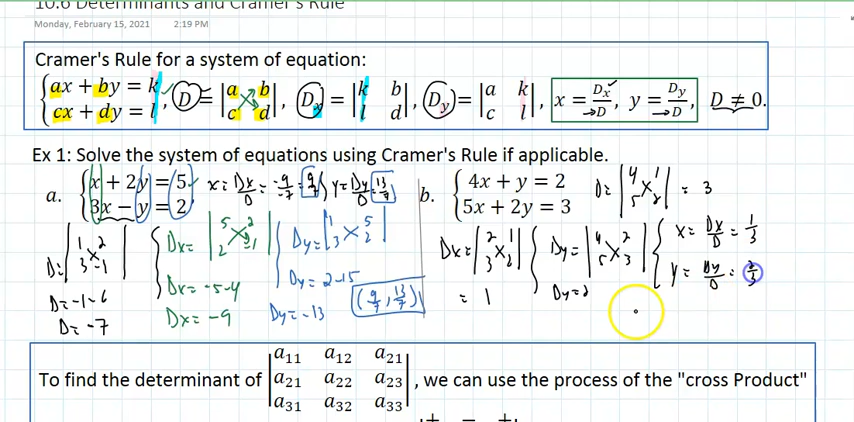 10.6 Determinants and Cramer's Rule
Monday, February 15, 2021 2:19 PM
Cramer's Rule for a system of equation:
{ax + by = k, cx + dy = l, D = |a b; c d|, Dx = |k b; l d|, Dy = |a k; c l|, x = Dx/D, y = Dy/D, D ≠ 0.
Ex 1: Solve the system of equations using Cramer's Rule if applicable.
a. {x + 2y = 5, 3x − y = 2
x = Dx/D = -9/-7 = 9/7, y = Dy/D = 13/7
D = |1 2; 3 -1|
D = -1-6
D = -7
Dx = |5 2; 2 -1|
Dx = -5-4
Dx = -9
Dy = |1 5; 3 2|
Dy = 2-15
Dy = -13
(9/7, 13/7)
b. {4x + y = 2, 5x + 2y = 3
D = |4 1; 5 2| = 3
Dx = |2 1; 3 2|
= 1
Dy = |4 2; 5 3|
Dy = 2
x = Dx/D = 1/3
y = Dy/D = 2/3
To find the determinant of |a11 a12 a21; a21 a22 a23; a31 a32 a33|, we can use the process of the "cross Product"
|+ − +|